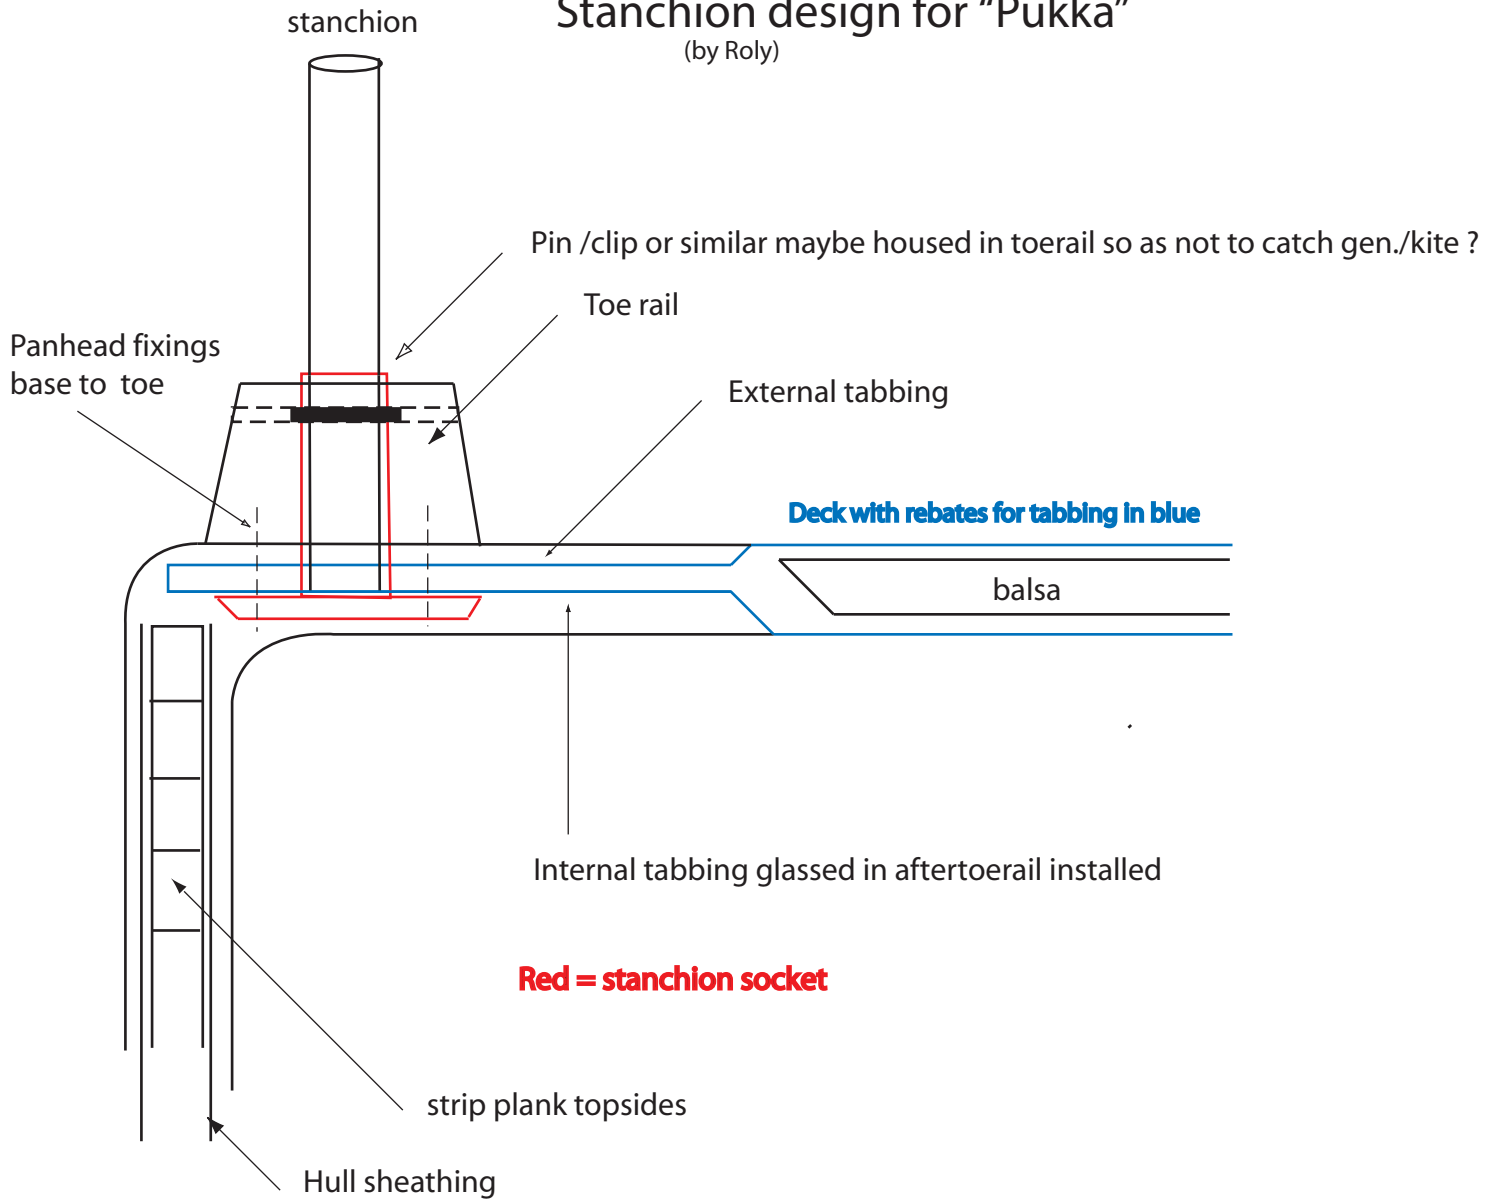 Stanchion design for “Pukka”
(by Roly)
stanchion
Pin /clip or similar maybe housed in toerail so as not to catch gen./kite ?
Toe rail
Panhead fixings
base to toe
External tabbing
Deck with rebates for tabbing in blue
balsa
Internal tabbing glassed in aftertoerail installed
Red = stanchion socket
strip plank topsides
Hull sheathing